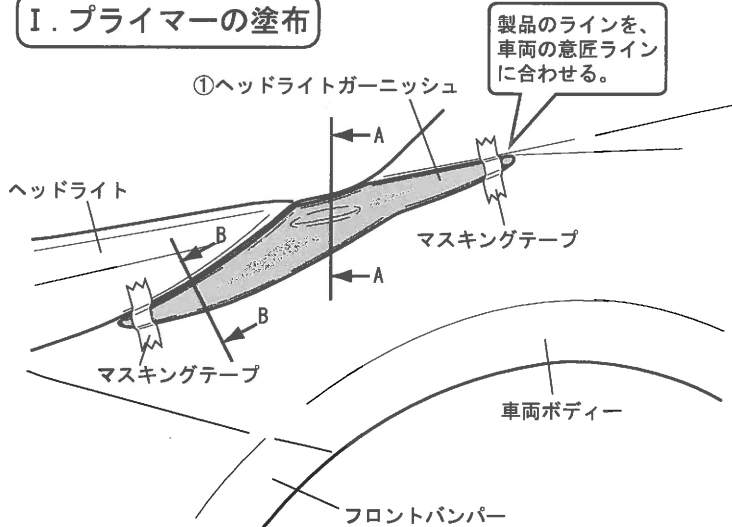 I.プライマーの塗布
製品のラインを、
車両の意匠ライン
に合わせる。
①ヘッドライトガーニッシュ
A
ヘッドライト
B
マスキングテープ
A
B
マスキングテープ
車両ボディー
フロントバンパー